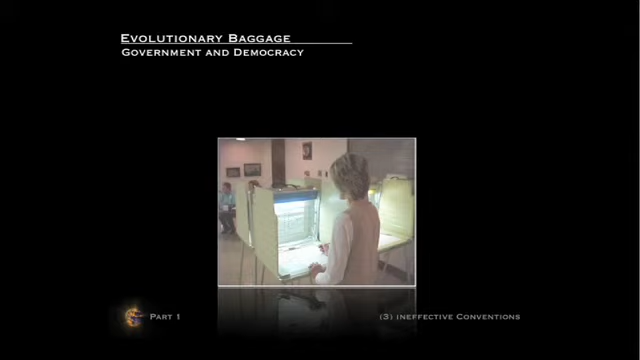 Evolutionary Baggage
Government and Democracy
Part 1
(3) ineffective Conventions